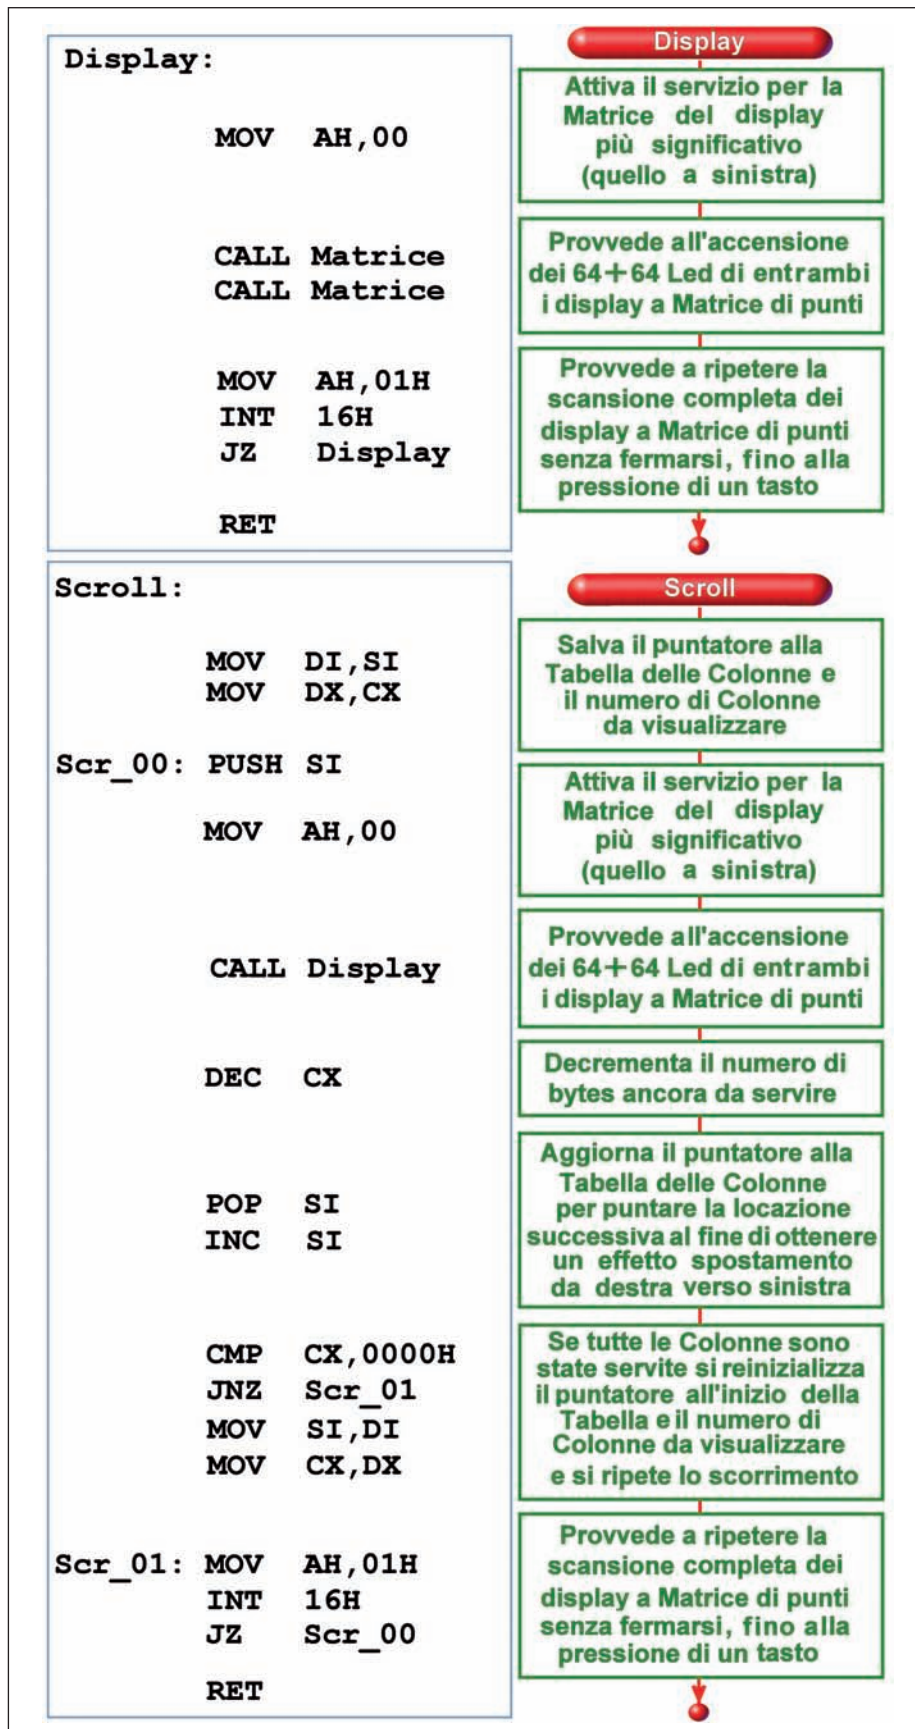 Display:
MOV AH,00
CALL Matrice
CALL Matrice
MOV AH,01H
INT 16H
JZ Display
RET
Display
Attiva il servizio per la
Matrice del display
più significativo
(quello a sinistra)
Provvede all'accensione
dei 64+64 Led di entrambi
i display a Matrice di punti
Provvede a ripetere la
scansione completa dei
display a Matrice di punti
senza fermarsi, fino alla
pressione di un tasto
Scroll:
MOV DI,SI
MOV DX,CX
Scr_00: PUSH SI
MOV AH,00
CALL Display
DEC CX
POP SI
INC SI
CMP CX,0000H
JNZ Scr_01
MOV SI,DI
MOV CX,DX
Scr_01: MOV AH,01H
INT 16H
JZ Scr_00
RET
Scroll
Salva il puntatore alla
Tabella delle Colonne e
il numero di Colonne
da visualizzare
Attiva il servizio per la
Matrice del display
più significativo
(quello a sinistra)
Provvede all'accensione
dei 64+64 Led di entrambi
i display a Matrice di punti
Decrementa il numero di
bytes ancora da servire
Aggiorna il puntatore alla
Tabella delle Colonne
per puntare la locazione
successiva al fine di ottenere
un effetto spostamento
da destra verso sinistra
Se tutte le Colonne sono
state servite si reinizializza
il puntatore all'inizio della
Tabella e il numero di
Colonne da visualizzare
e si ripete lo scorrimento
Provvede a ripetere la
scansione completa dei
display a Matrice di punti
senza fermarsi, fino alla
pressione di un tasto